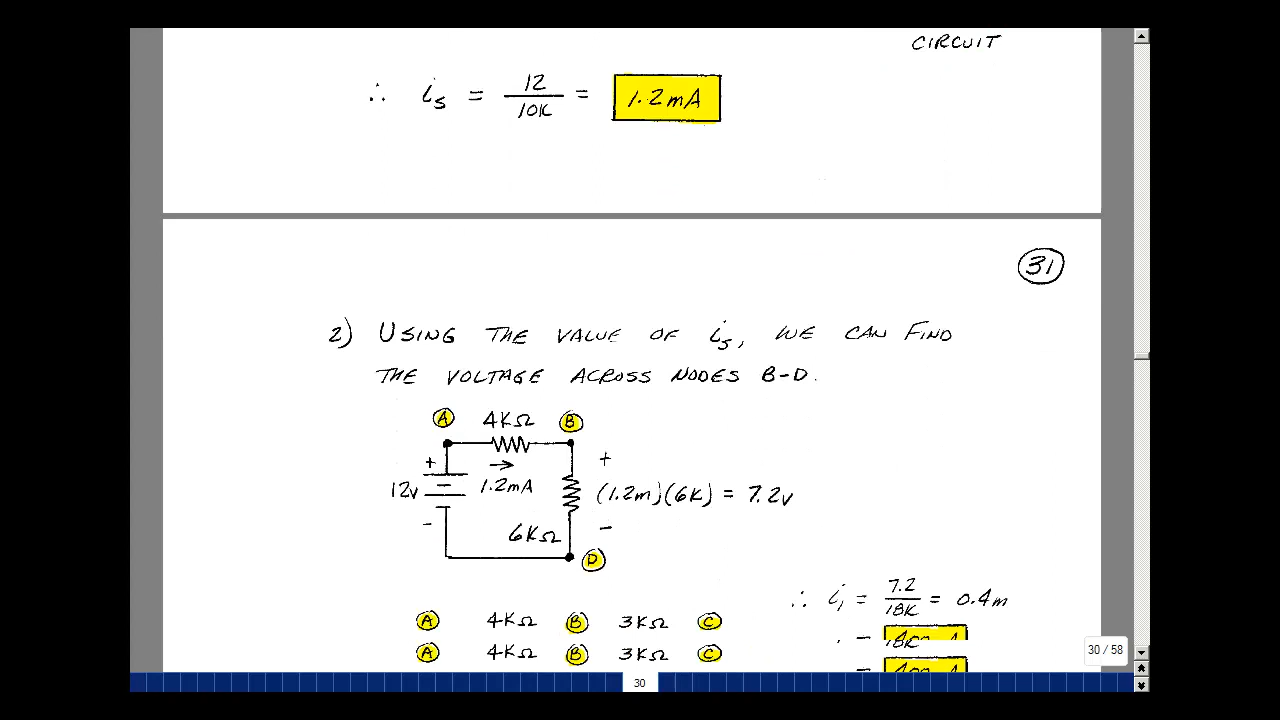 CIRCUIT
∴ is = 12/10K = 1.2mA
31
2) USING THE VALUE OF is, WE CAN FIND
THE VOLTAGE ACROSS NODES B-D.
A 4KΩ B
+ +
12V 1.2mA (1.2m)(6K) = 7.2V
- -
6KΩ
D
∴ i1 = 7.2/18K = 0.4m
A 4KΩ B 3KΩ C
A 4KΩ B 3KΩ C
30 / 58
30